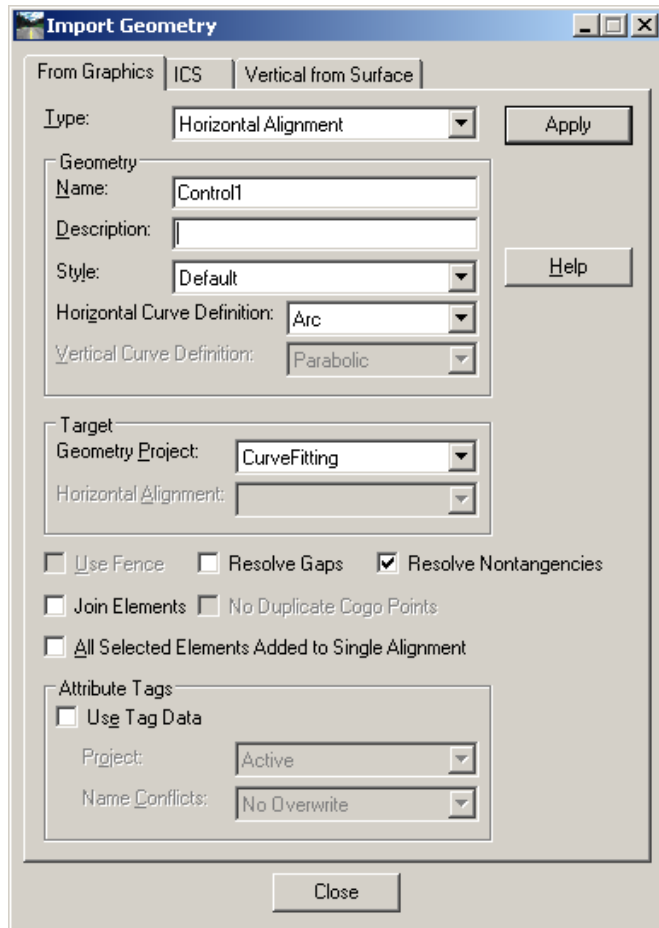 Import Geometry
From Graphics ICS Vertical from Surface
Type: Horizontal Alignment Apply
Geometry
Name: Control1
Description:
Help
Style: Default
Horizontal Curve Definition: Arc
Vertical Curve Definition: Parabolic
Target
Geometry Project: CurveFitting
Horizontal Alignment:
Use Fence Resolve Gaps Resolve Nontangencies
Join Elements No Duplicate Cogo Points
All Selected Elements Added to Single Alignment
Attribute Tags
Use Tag Data
Project: Active
Name Conflicts: No Overwrite
Close